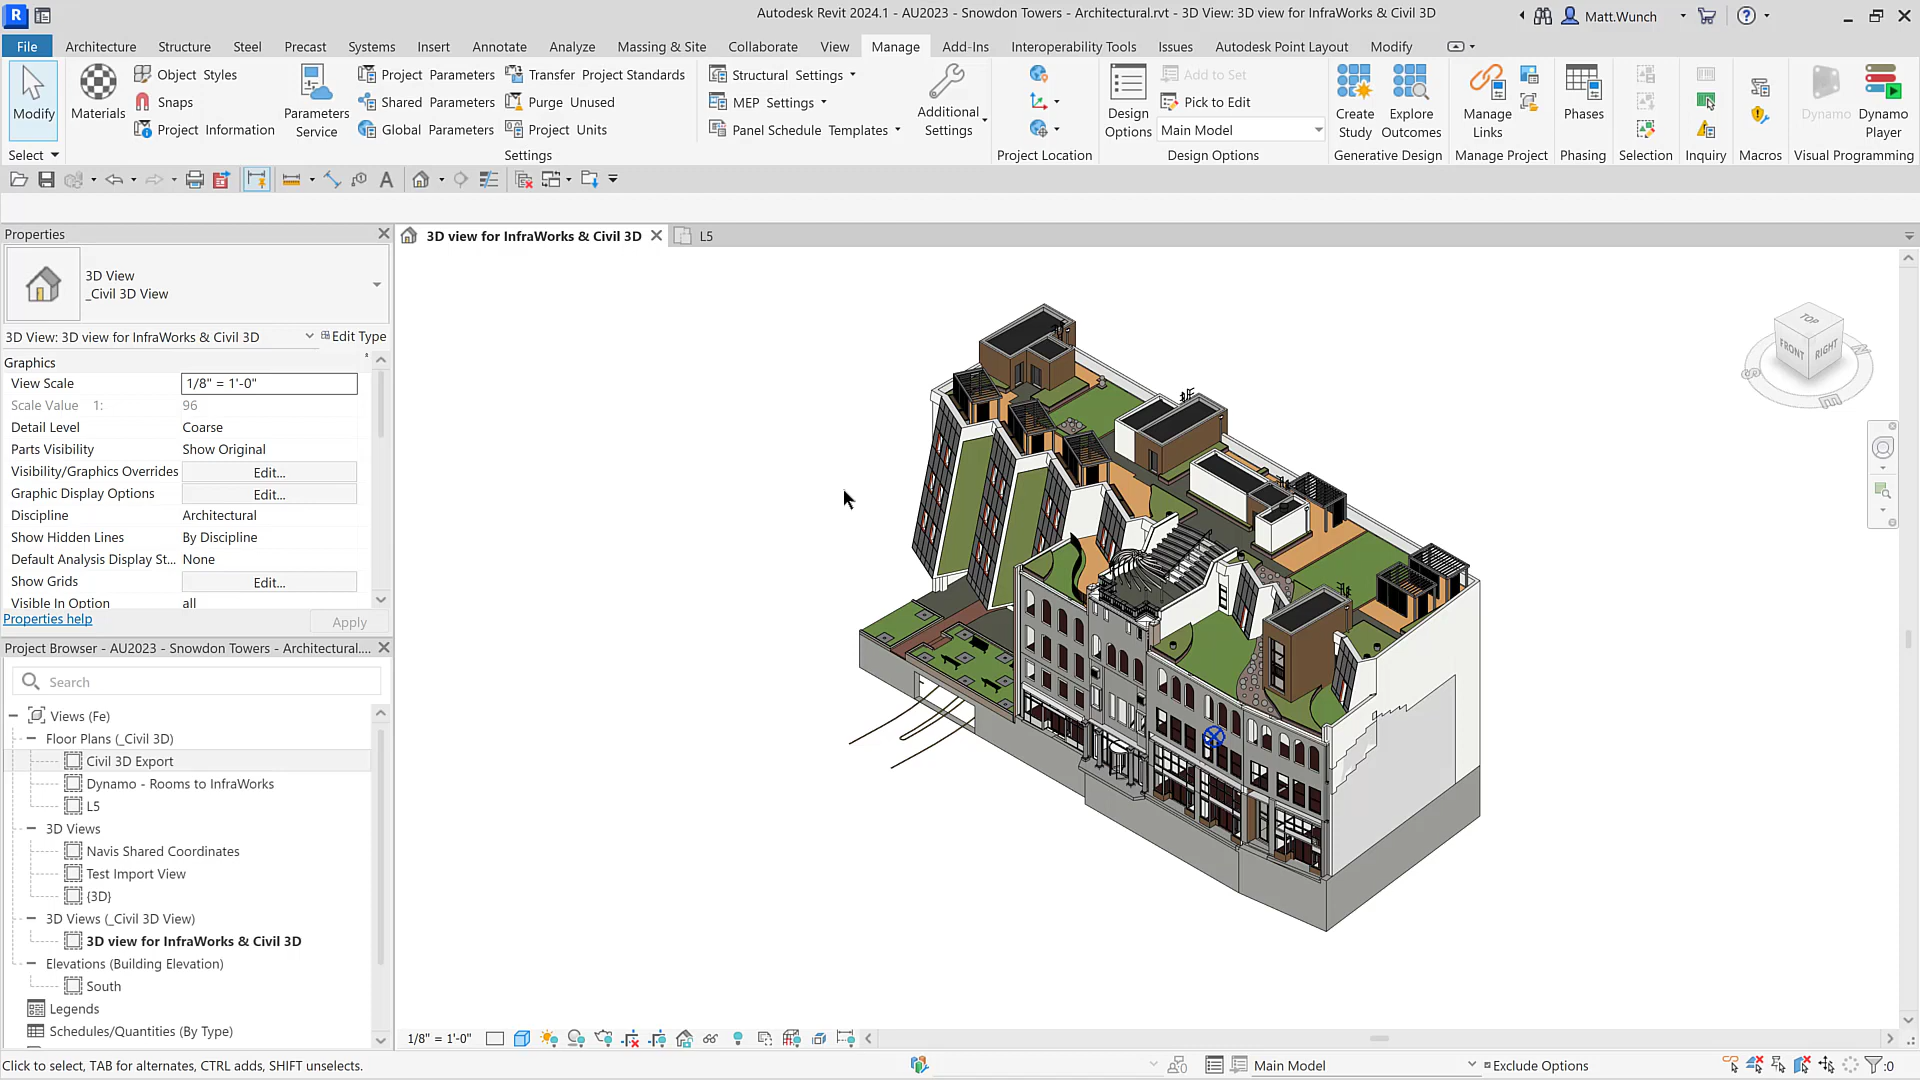 R Autodesk Revit 2024.1 - AU2023 - Snowdon Towers - Architectural.rvt - 3D View: 3D view for InfraWorks & Civil 3D Matt.Wunch
File Architecture Structure Steel Precast Systems Insert Annotate Analyze Massing & Site Collaborate View Manage Add-Ins Interoperability Tools Issues Autodesk Point Layout Modify
Object Styles Project Parameters Transfer Project Standards Structural Settings Add to Set
Snaps Shared Parameters Purge Unused MEP Settings Pick to Edit
Modify Materials Parameters Additional Design Create Explore Manage Phases Dynamo Dynamo
Project Information Service Global Parameters Project Units Panel Schedule Templates Settings Options Main Model Study Outcomes Links Player
Select Settings Project Location Design Options Generative Design Manage Project Phasing Selection Inquiry Macros Visual Programming
A
Properties
3D view for InfraWorks & Civil 3D L5
3D View
_Civil 3D View
3D View: 3D view for InfraWorks & Civil 3D Edit Type
Graphics
View Scale 1/8" = 1'-0"
Scale Value 1: 96
Detail Level Coarse
Parts Visibility Show Original
Visibility/Graphics Overrides Edit...
Graphic Display Options Edit...
Discipline Architectural
Show Hidden Lines By Discipline
Default Analysis Display St... None
Show Grids Edit...
Visible In Option all
Properties help Apply
TOP
FRONT RIGHT
Project Browser - AU2023 - Snowdon Towers - Architectural....
Search
Views (Fe)
Floor Plans (_Civil 3D)
Civil 3D Export
Dynamo - Rooms to InfraWorks
L5
3D Views
Navis Shared Coordinates
Test Import View
{3D}
3D Views (_Civil 3D View)
3D view for InfraWorks & Civil 3D
Elevations (Building Elevation)
South
Legends
Schedules/Quantities (By Type)
1/8" = 1'-0"
Click to select, TAB for alternates, CTRL adds, SHIFT unselects. Main Model Exclude Options :0